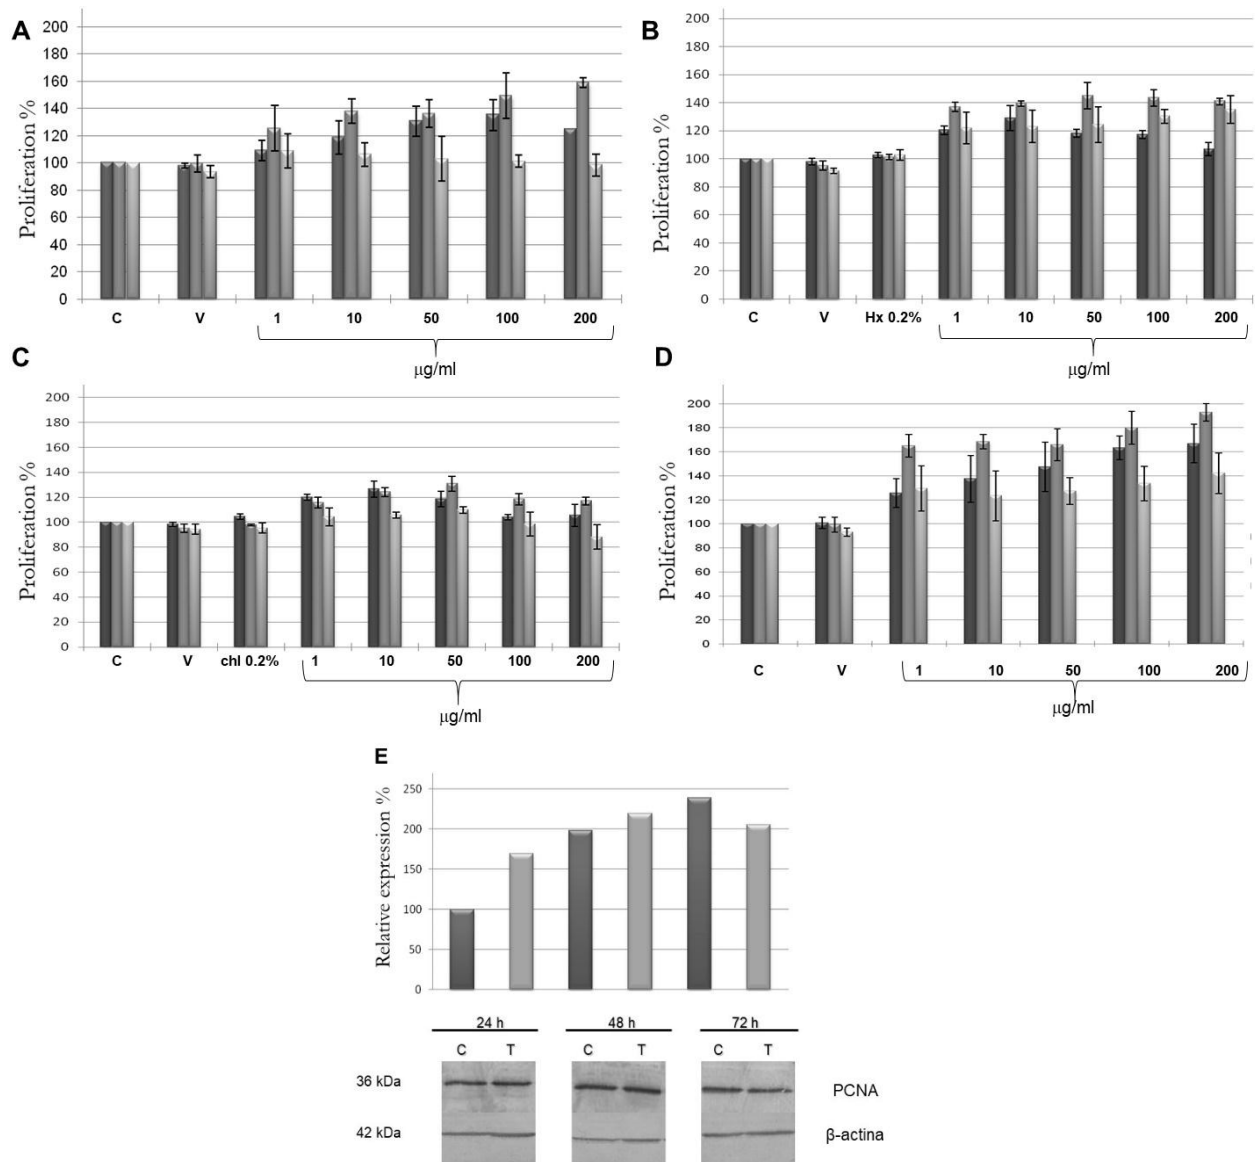 A
Proliferation %
200
180
160
140
120
100
80
60
40
20
0
C V 1 10 50 100 200
µg/ml
B
Proliferation %
200
180
160
140
120
100
80
60
40
20
0
C V Hx 0.2% 1 10 50 100 200
µg/ml
C
Proliferation %
200
180
160
140
120
100
80
60
40
20
0
C V chl 0.2% 1 10 50 100 200
µg/ml
D
Proliferation %
200
180
160
140
120
100
80
60
40
20
0
C V 1 10 50 100 200
µg/ml
E
Relative expression %
250
200
150
100
50
0
24 h 48 h 72 h
C T C T C T
36 kDa PCNA
42 kDa β-actina